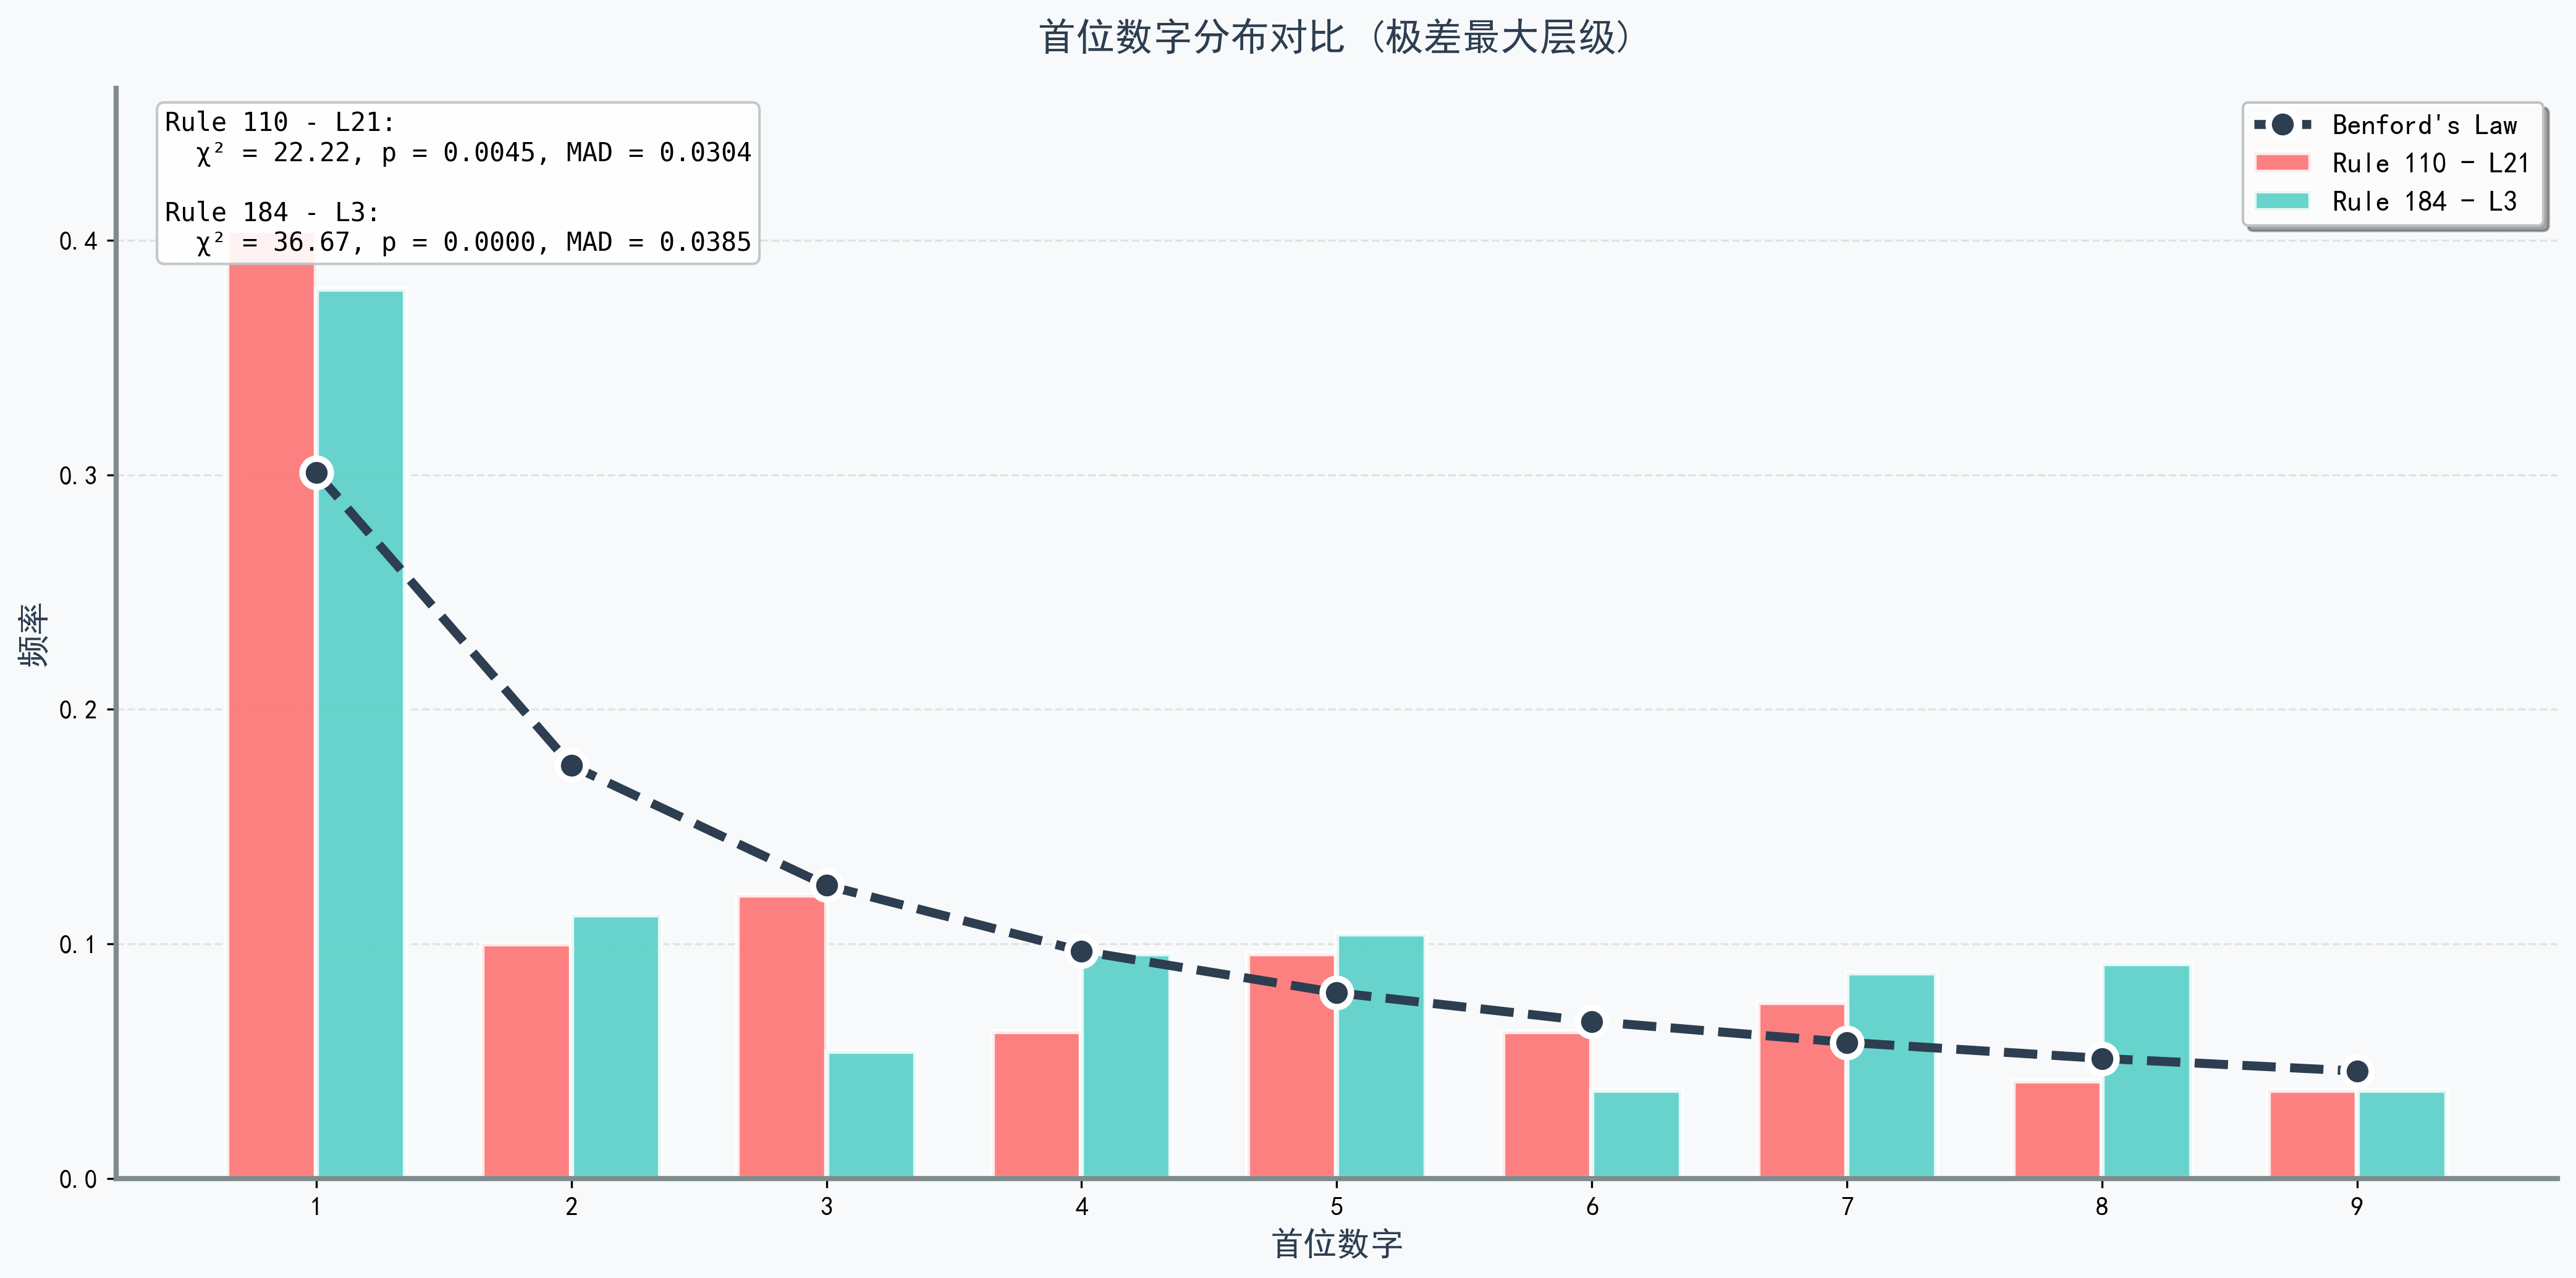 首位数字分布对比 (极差最大层级)
Rule 110 - L21:
χ² = 22.22, p = 0.0045, MAD = 0.0304
Rule 184 - L3:
χ² = 36.67, p = 0.0000, MAD = 0.0385
Benford's Law
Rule 110 - L21
Rule 184 - L3
频率
0.4
0.3
0.2
0.1
0.0
1 2 3 4 5 6 7 8 9
首位数字